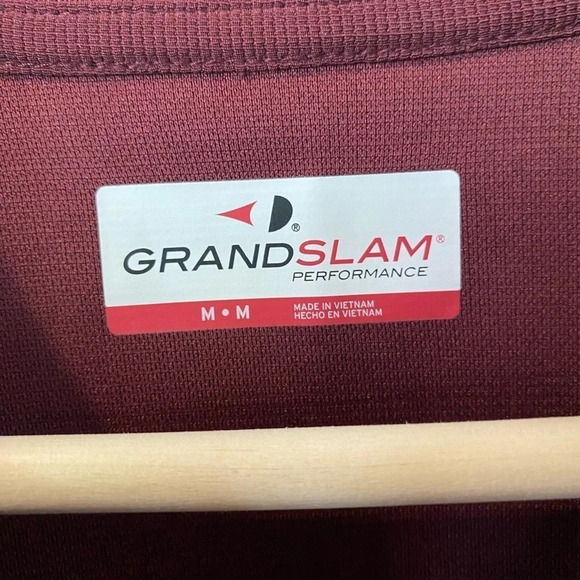 ®
GRANDSLAM®
PERFORMANCE
M • M
MADE IN VIETNAM
HECHO EN VIETNAM